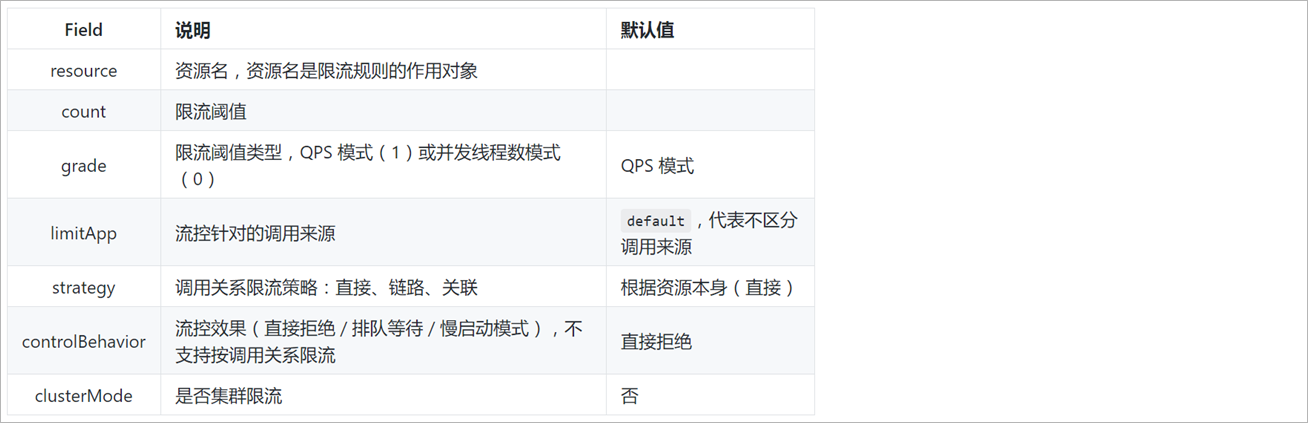 Field 说明 默认值
resource 资源名，资源名是限流规则的作用对象
count 限流阈值
grade 限流阈值类型，QPS 模式（1）或并发线程数模式
（0） QPS 模式
limitApp 流控针对的调用来源 default，代表不区分
调用来源
strategy 调用关系限流策略：直接、链路、关联 根据资源本身（直接）
controlBehavior 流控效果（直接拒绝 / 排队等待 / 慢启动模式），不
支持按调用关系限流 直接拒绝
clusterMode 是否集群限流 否